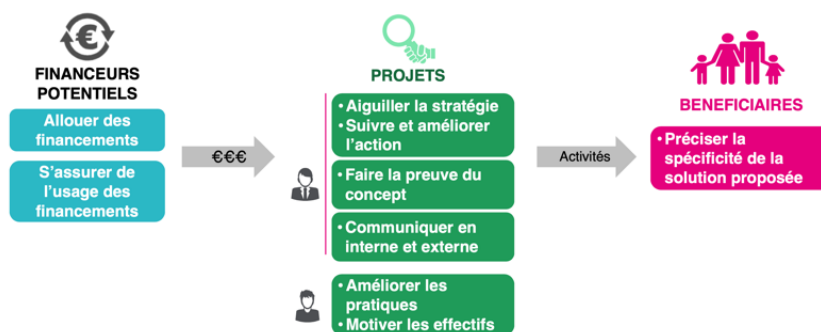 FINANCEURS
POTENTIELS
Allouer des
financements
S'assurer de
l'usage des
financements
€€€
PROJETS
• Aiguiller la stratégie
• Suivre et améliorer
l'action
• Faire la preuve du
concept
• Communiquer en
interne et externe
• Améliorer les
pratiques
• Motiver les effectifs
Activités
BENEFICIAIRES
• Préciser la
spécificité de la
solution proposée